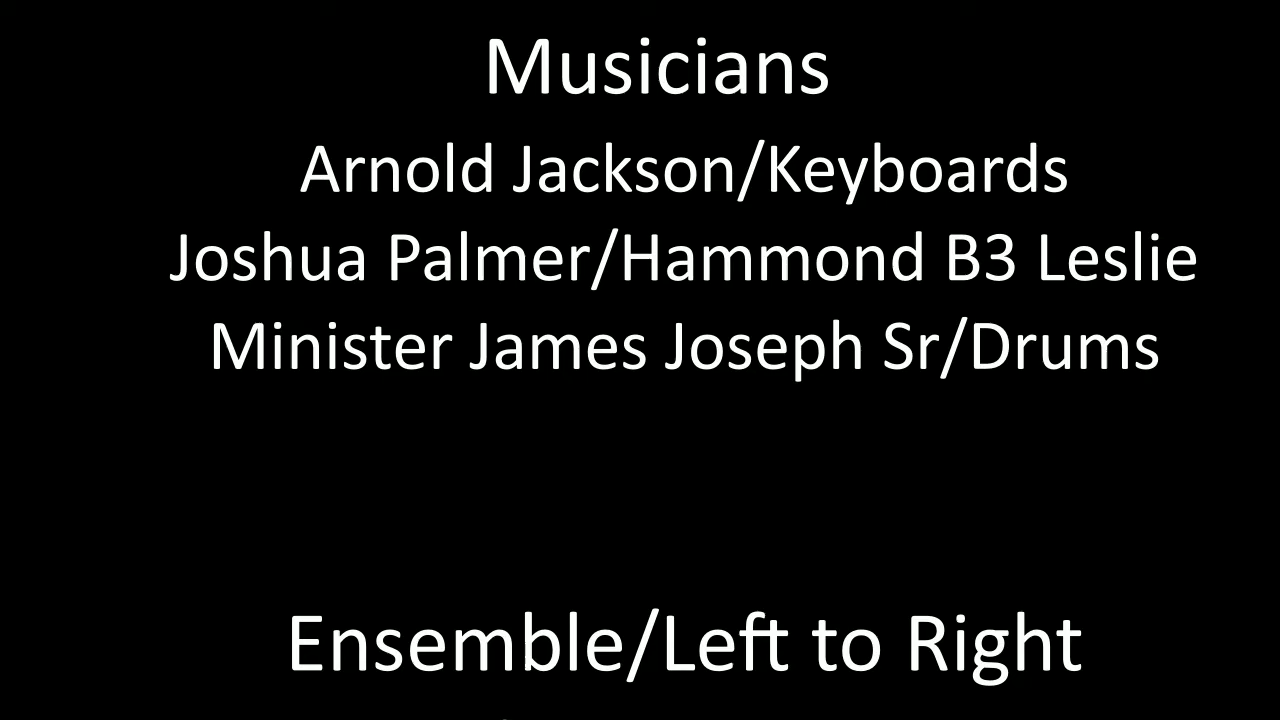 Musicians
Arnold Jackson/Keyboards
Joshua Palmer/Hammond B3 Leslie
Minister James Joseph Sr/Drums
Ensemble/Left to Right